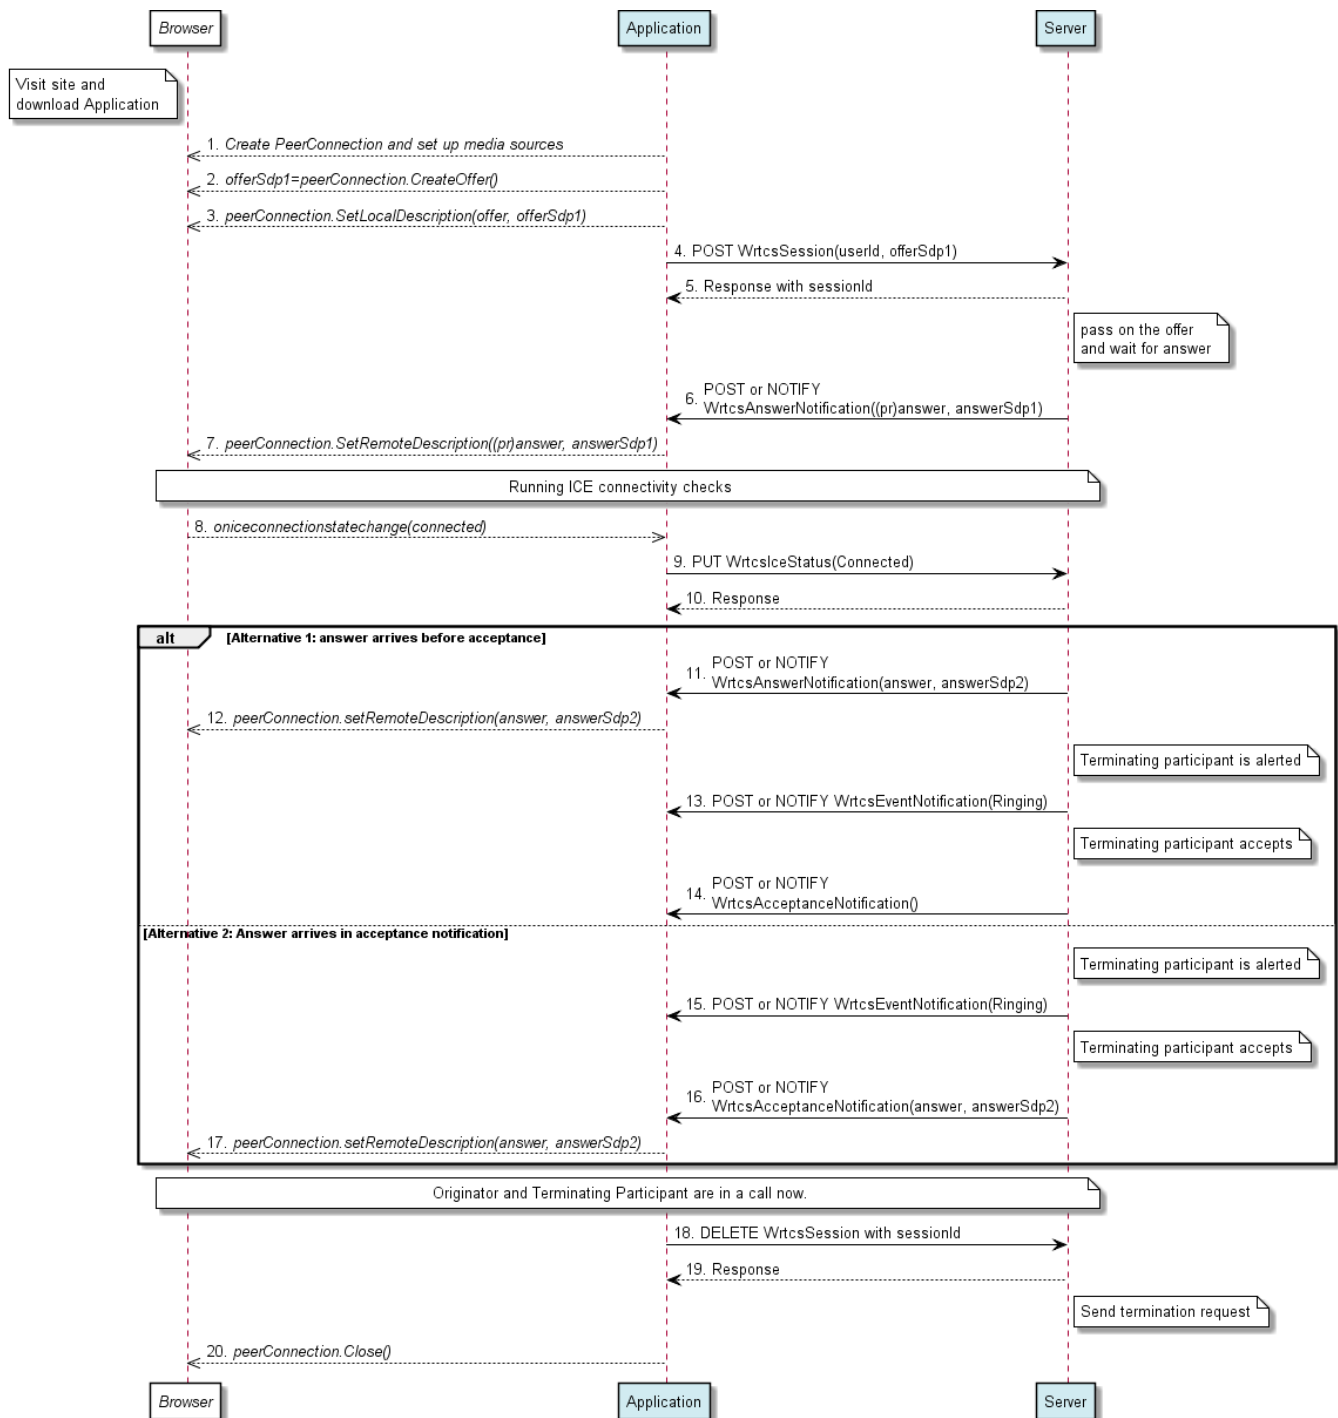 Browser
Application
Server
Visit site and
download Application
1. Create PeerConnection and set up media sources
2. offerSdp1=peerConnection.CreateOffer()
3. peerConnection.SetLocalDescription(offer, offerSdp1)
4. POST WrtcsSession(userId, offerSdp1)
5. Response with sessionId
pass on the offer
and wait for answer
6. POST or NOTIFY
WrtcsAnswerNotification((pr)answer, answerSdp1)
7. peerConnection.SetRemoteDescription((pr)answer, answerSdp1)
Running ICE connectivity checks
8. oniceconnectionstatechange(connected)
9. PUT WrtcsIceStatus(Connected)
10. Response
alt [Alternative 1: answer arrives before acceptance]
11. POST or NOTIFY
WrtcsAnswerNotification(answer, answerSdp2)
12. peerConnection.setRemoteDescription(answer, answerSdp2)
Terminating participant is alerted
13. POST or NOTIFY WrtcsEventNotification(Ringing)
Terminating participant accepts
14. POST or NOTIFY
WrtcsAcceptanceNotification()
[Alternative 2: Answer arrives in acceptance notification]
Terminating participant is alerted
15. POST or NOTIFY WrtcsEventNotification(Ringing)
Terminating participant accepts
16. POST or NOTIFY
WrtcsAcceptanceNotification(answer, answerSdp2)
17. peerConnection.setRemoteDescription(answer, answerSdp2)
Originator and Terminating Participant are in a call now.
18. DELETE WrtcsSession with sessionId
19. Response
Send termination request
20. peerConnection.Close()
Browser
Application
Server